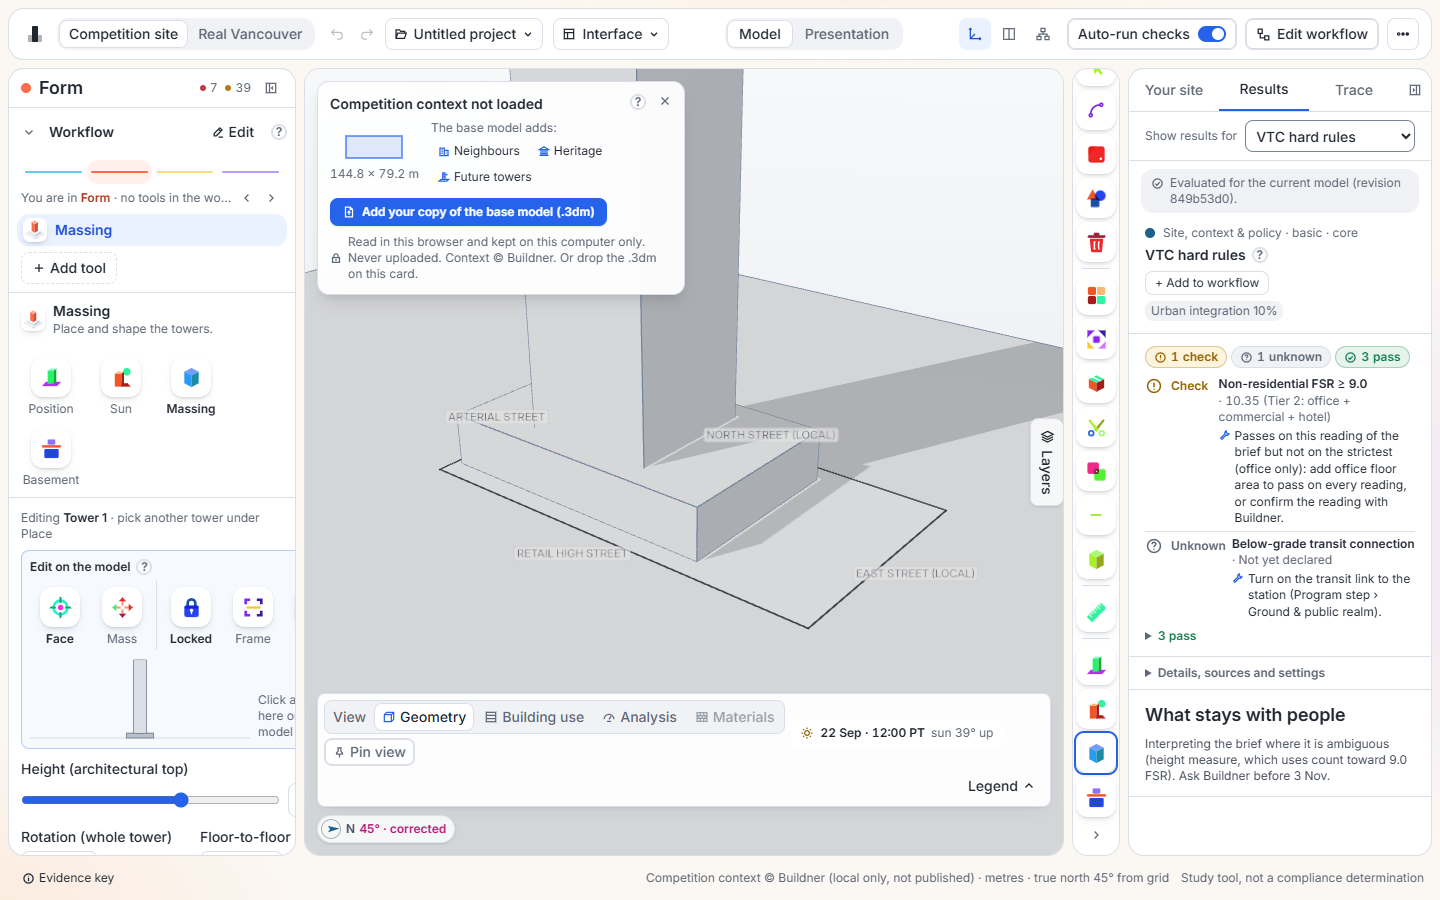 Competition site
Real Vancouver
Untitled project
Interface
Model
Presentation
Auto-run checks
Edit workflow
Form
7
39
Workflow
Edit
?
You are in Form · no tools in the wo...
Massing
+ Add tool
Massing
Place and shape the towers.
Position
Sun
Massing
Basement
Editing Tower 1 · pick another tower under
Place
Edit on the model ?
Face
Mass
Locked
Frame
Click a
here o
model
Height (architectural top)
Rotation (whole tower)
Floor-to-floor
Competition context not loaded
?
144.8 × 79.2 m
The base model adds:
Neighbours
Heritage
Future towers
Add your copy of the base model (.3dm)
Read in this browser and kept on this computer only.
Never uploaded. Context © Buildner. Or drop the .3dm
on this card.
ARTERIAL STREET
NORTH STREET (LOCAL)
RETAIL HIGH STREET
EAST STREET (LOCAL)
Layers
View
Geometry
Building use
Analysis
Materials
22 Sep · 12:00 PT sun 39° up
Pin view
Legend
N 45° · corrected
Your site
Results
Trace
Show results for
VTC hard rules
Evaluated for the current model (revision
849b53d0).
Site, context & policy · basic · core
VTC hard rules ?
+ Add to workflow
Urban integration 10%
1 check
1 unknown
3 pass
Check
Non-residential FSR ≥ 9.0
· 10.35 (Tier 2: office +
commercial + hotel)
Passes on this reading of the
brief but not on the strictest
(office only): add office floor
area to pass on every reading,
or confirm the reading with
Buildner.
Unknown
Below-grade transit connection
· Not yet declared
Turn on the transit link to the
station (Program step ›
Ground & public realm).
3 pass
Details, sources and settings
What stays with people
Interpreting the brief where it is ambiguous
(height measure, which uses count toward 9.0
FSR). Ask Buildner before 3 Nov.
Evidence key
Competition context © Buildner (local only, not published) · metres · true north 45° from grid
Study tool, not a compliance determination